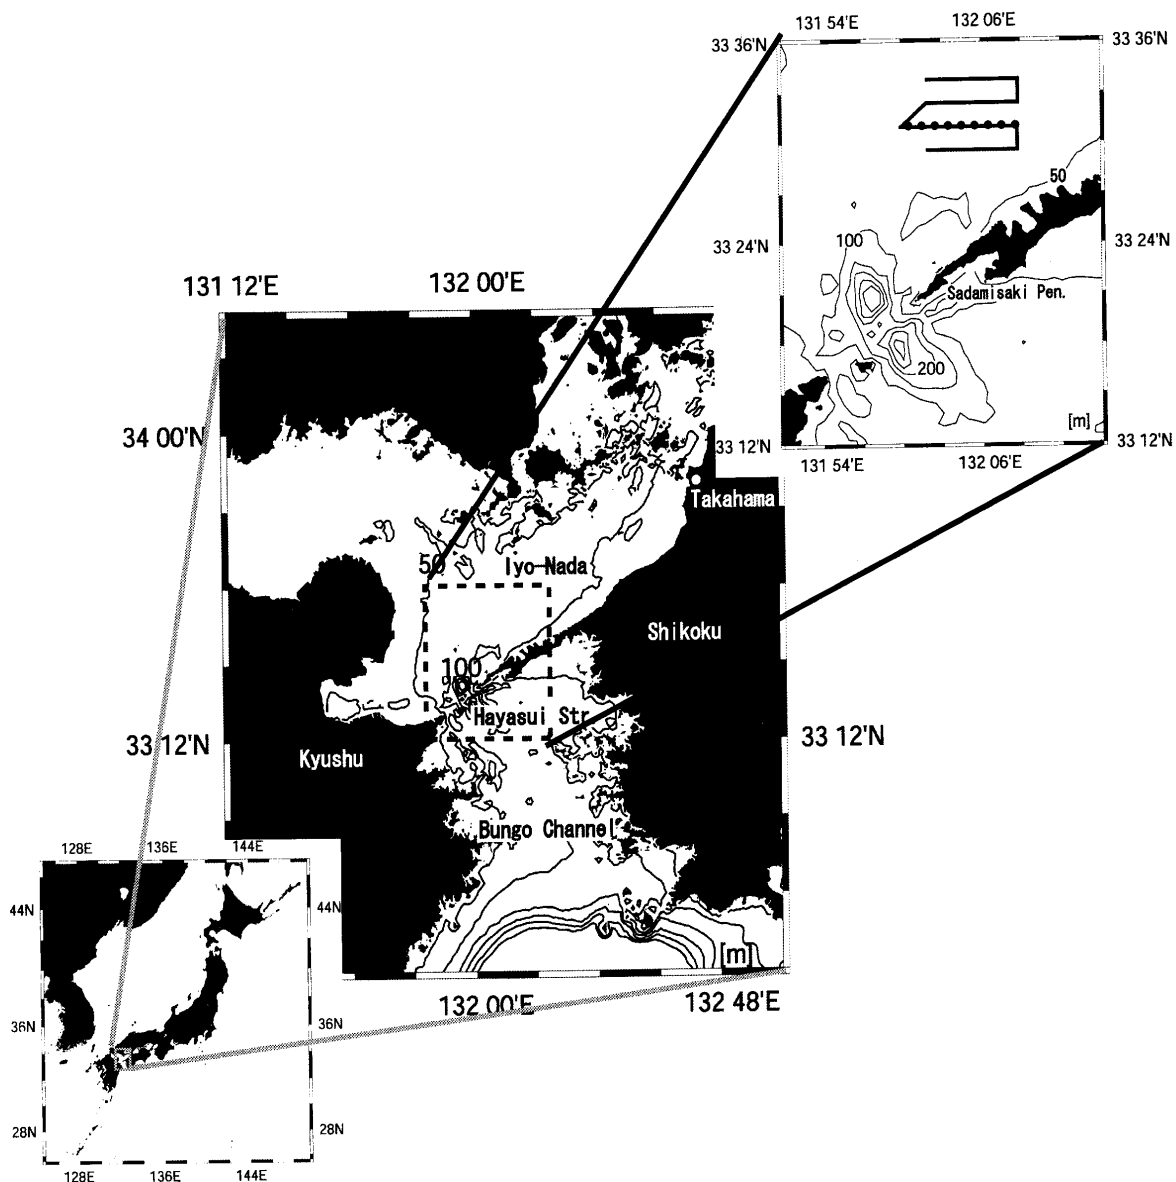 131 54'E
132 06'E
33 36'N
33 36'N
50
100
33 24'N
33 24'N
Sadamisaki Pen.
200
[m]
33 12'N
33 12'N
131 54'E
132 06'E
131 12'E
132 00'E
34 00'N
Takahama
50
Iyo-Nada
Shikoku
100
Hayasui Str.
33 12'N
33 12'N
Kyushu
Bungo Channel
[m]
132 00'E
132 48'E
128E
136E
144E
44N
44N
36N
36N
28N
28N
128E
136E
144E